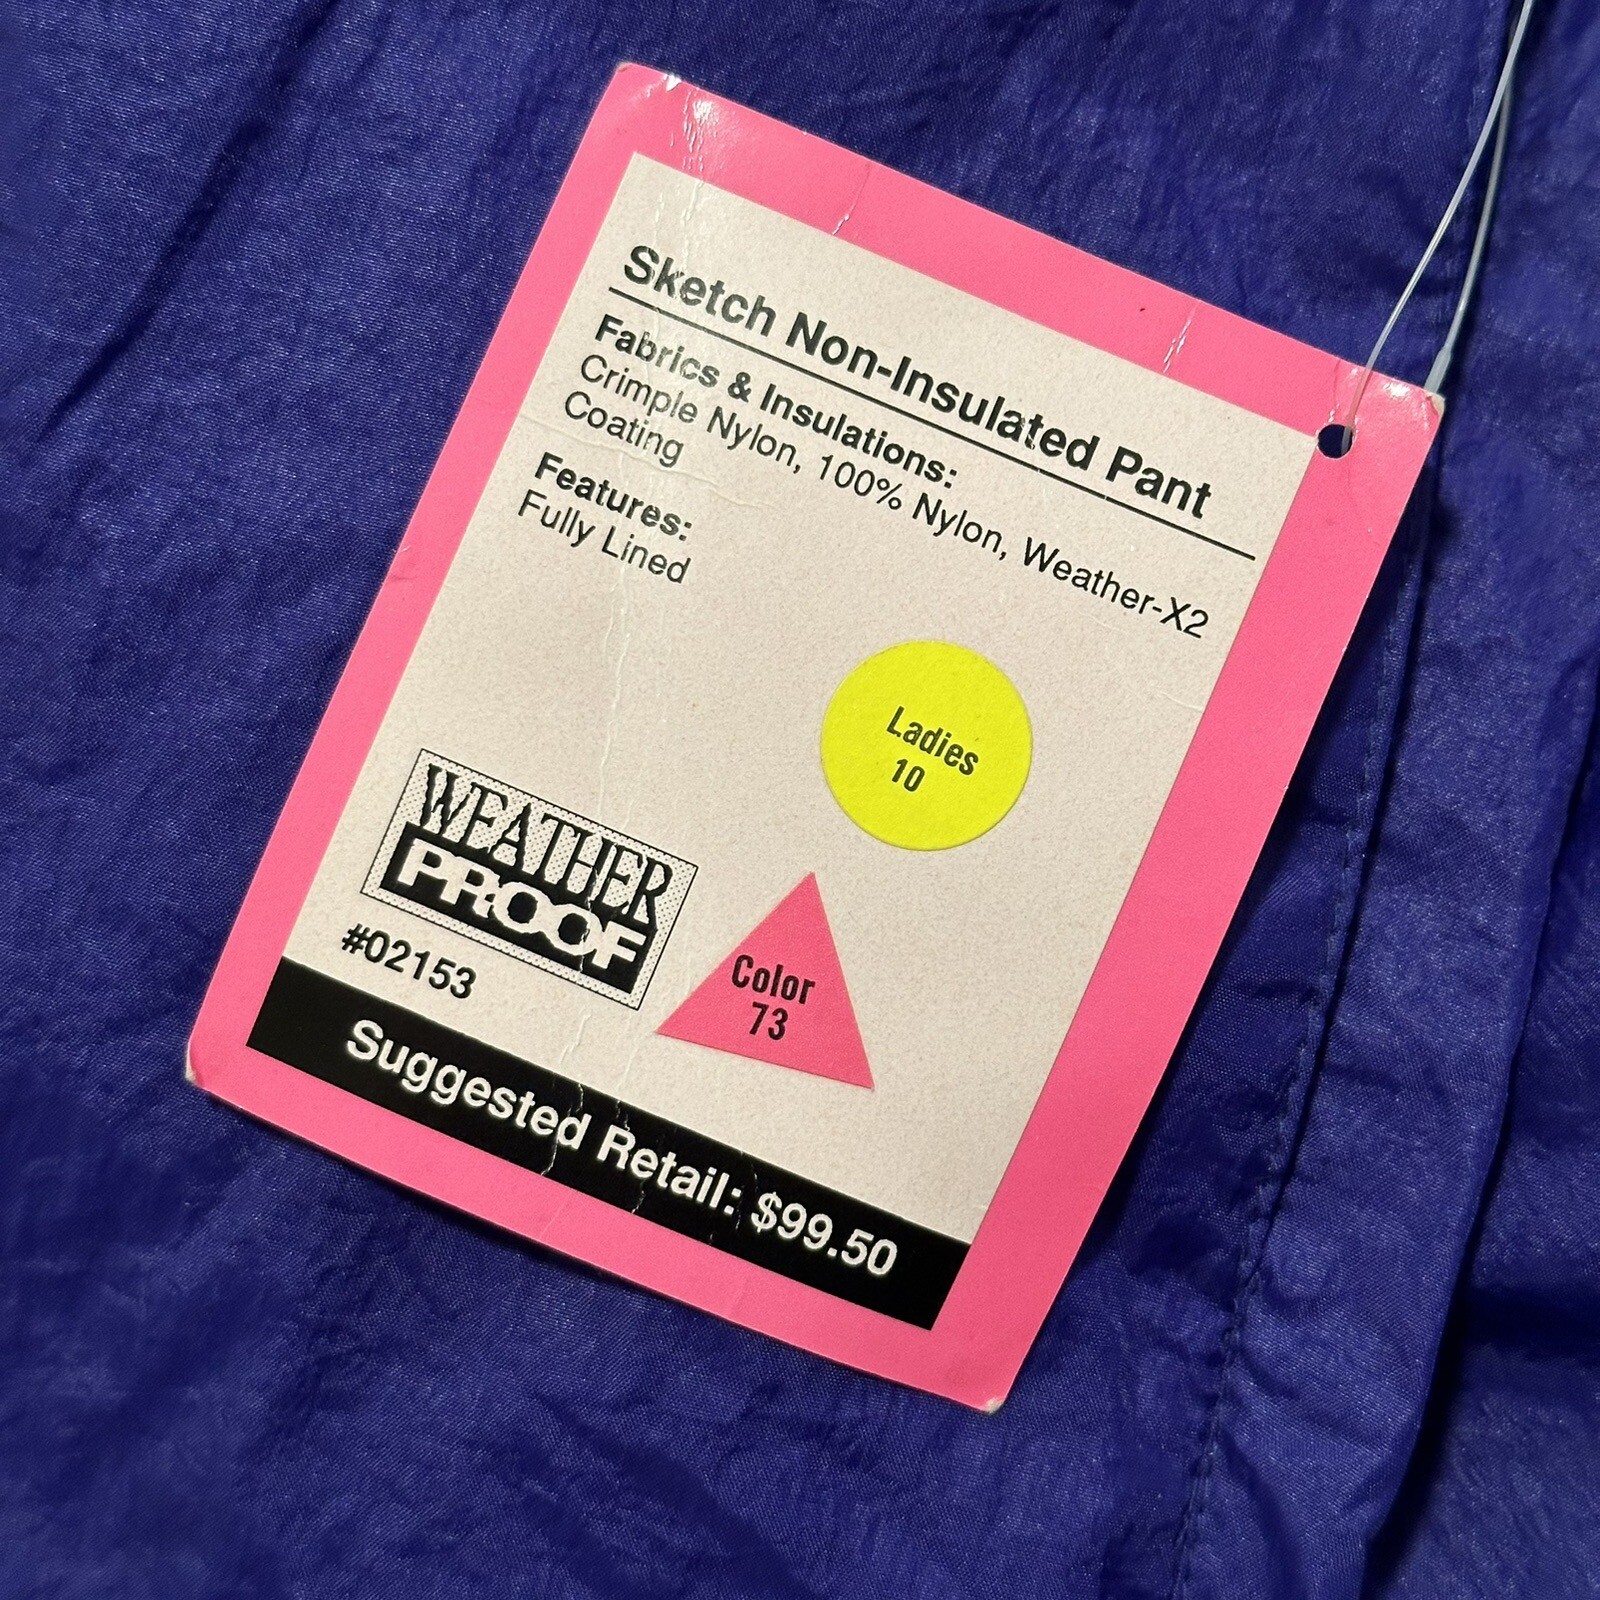 Sketch Non-Insulated Pant
Fabrics & Insulations:
Crimple Nylon, 100% Nylon, Weather-X2
Coating
Features:
Fully Lined
Ladies
10
WEATHER
PROOF
#02153
Color
73
Suggested Retail: $99.50